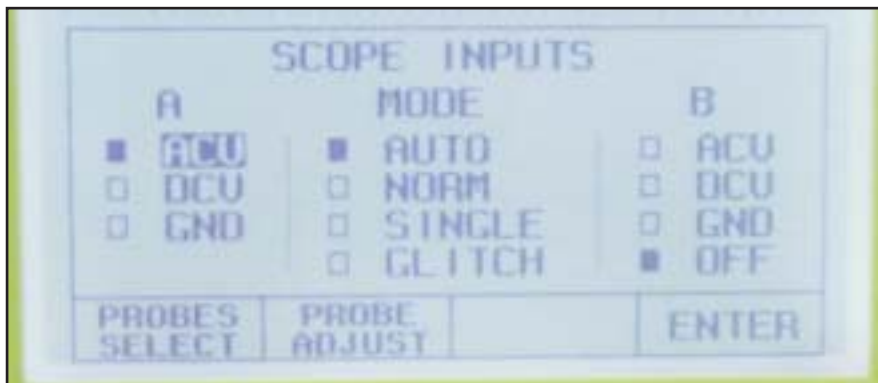 SCOPE INPUTS
A MODE B
ACV AUTO ACV
DCV NORM DCV
GND SINGLE GND
GLITCH OFF
PROBES SELECT PROBE ADJUST ENTER